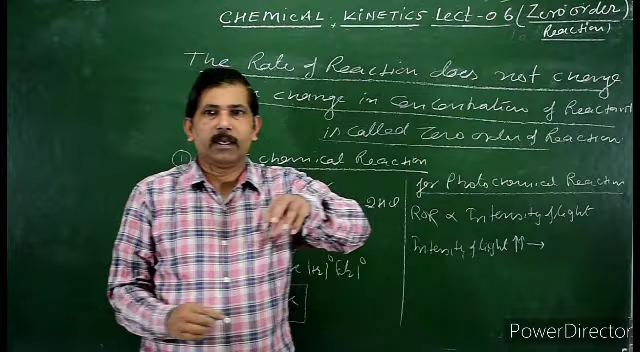 CHEMICAL KINETICS Lect-06 (Zero order
Reaction)
The Rate of Reaction does not change
change in Concentration of Reactant
is called Zero order of Reaction.
① chemical Reaction
for Photochemical Reaction
2HCl
ROR ∝ Intensity of light
Intensity of light ↑↑ →
PowerDirector